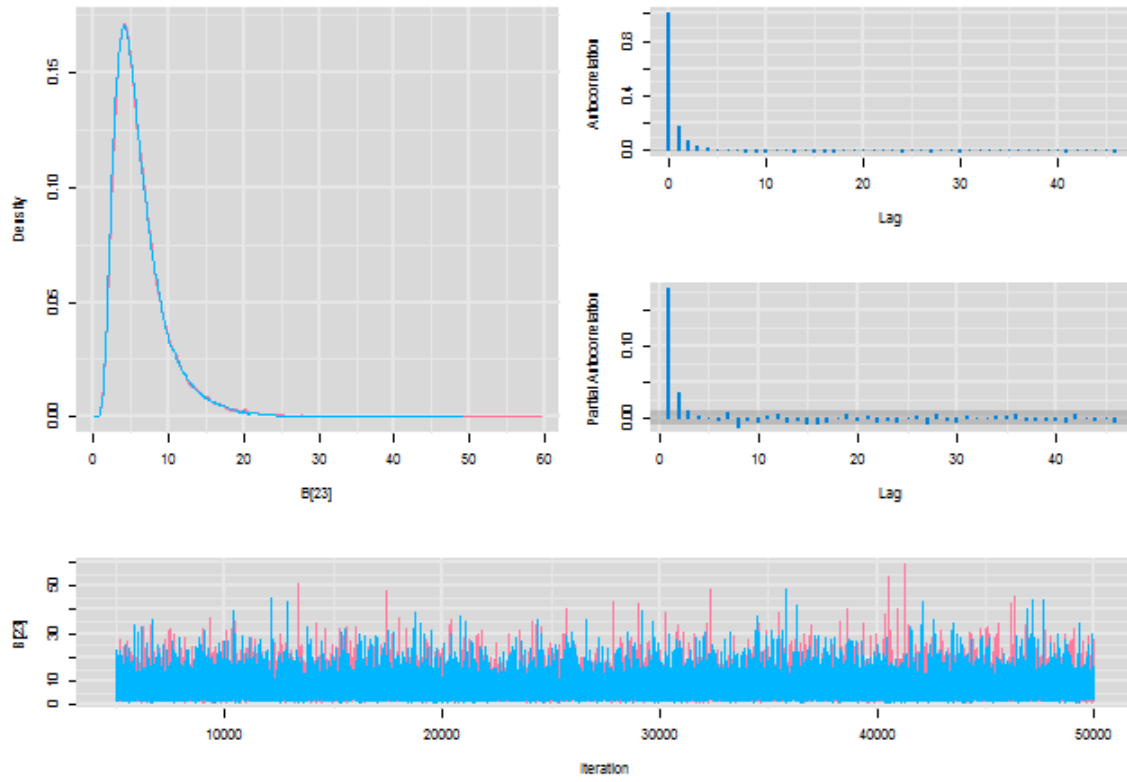 Density
0.00 0.05 0.10 0.15
0 10 20 30 40 50 60
B[23]
Autocorrelation
0.0 0.4 0.8
0 10 20 30 40
Lag
Partial Autocorrelation
0.00 0.10
0 10 20 30 40
Lag
B[23]
0 10 30 50
10000 20000 30000 40000 50000
Iteration